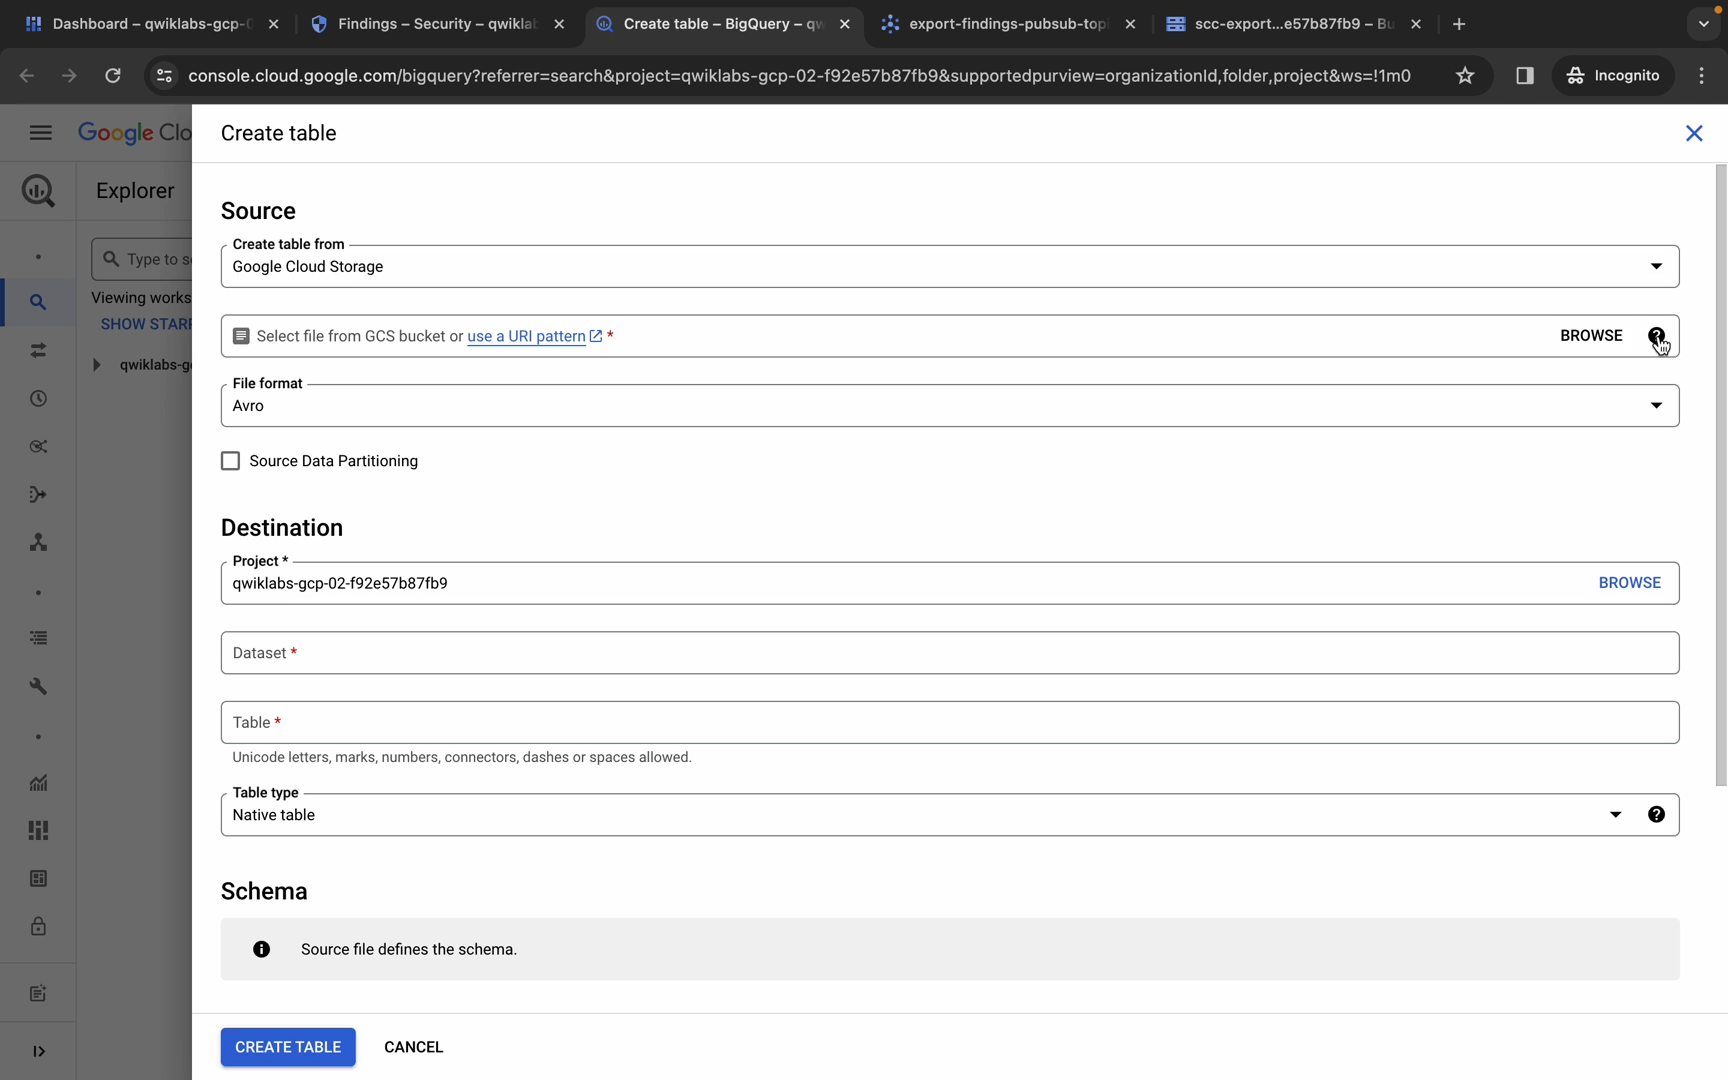 Dashboard – qwiklabs-gcp-0
Findings – Security – qwiklab
Create table – BigQuery – qw
export-findings-pubsub-topi
scc-export...e57b87fb9 – Bu
console.cloud.google.com/bigquery?referrer=search&project=qwiklabs-gcp-02-f92e57b87fb9&supportedpurview=organizationId,folder,project&ws=!1m0
Incognito
Google Clo
Create table
Explorer
Type to s
Viewing works
SHOW STARR
qwiklabs-g
Source
Create table from
Google Cloud Storage
Select file from GCS bucket or use a URI pattern *
BROWSE
File format
Avro
Source Data Partitioning
Destination
Project *
qwiklabs-gcp-02-f92e57b87fb9
BROWSE
Dataset *
Table *
Unicode letters, marks, numbers, connectors, dashes or spaces allowed.
Table type
Native table
Schema
Source file defines the schema.
CREATE TABLE
CANCEL